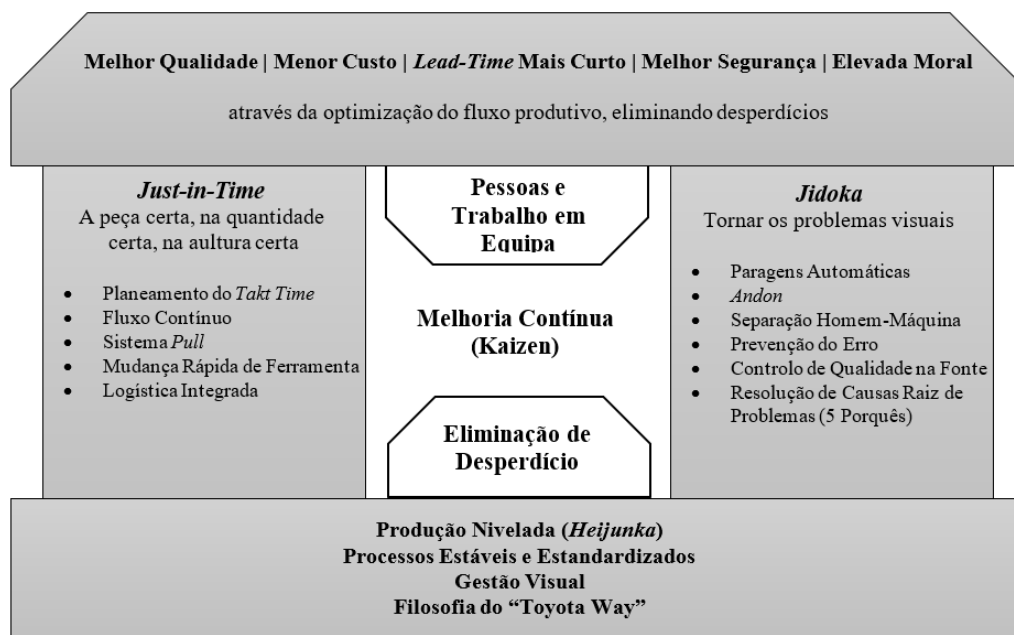 Melhor Qualidade | Menor Custo | Lead-Time Mais Curto | Melhor Segurança | Elevada Moral
através da optimização do fluxo produtivo, eliminando desperdícios
Just-in-Time
A peça certa, na quantidade
certa, na aultura certa
• Planeamento do Takt Time
• Fluxo Contínuo
• Sistema Pull
• Mudança Rápida de Ferramenta
• Logística Integrada
Pessoas e
Trabalho em
Equipa
Melhoria Contínua
(Kaizen)
Eliminação de
Desperdício
Jidoka
Tornar os problemas visuais
• Paragens Automáticas
• Andon
• Separação Homem-Máquina
• Prevenção do Erro
• Controlo de Qualidade na Fonte
• Resolução de Causas Raiz de
Problemas (5 Porquês)
Produção Nivelada (Heijunka)
Processos Estáveis e Estandardizados
Gestão Visual
Filosofia do “Toyota Way”